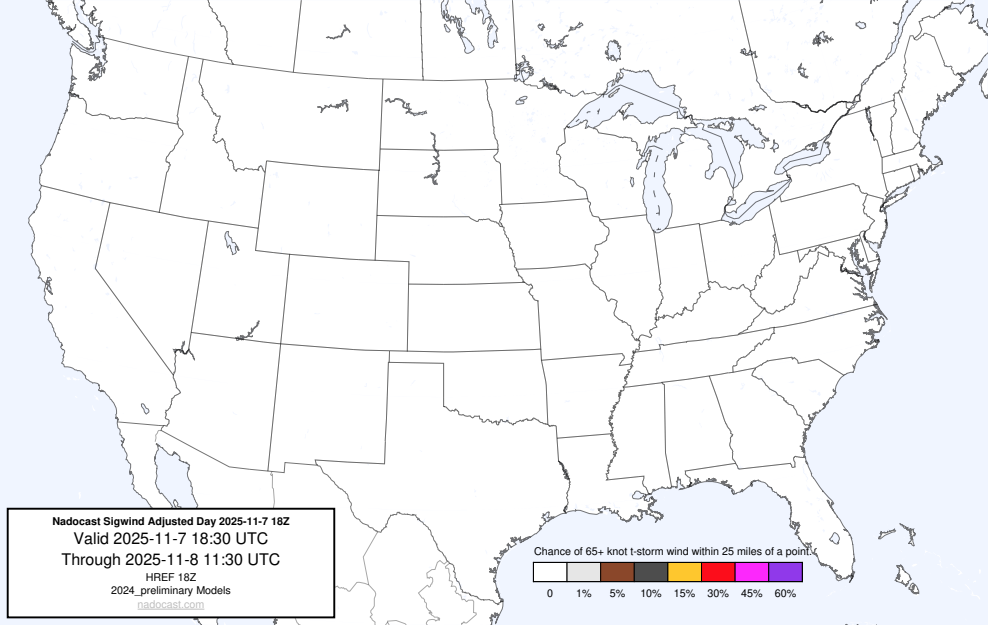 Nadocast Sigwind Adjusted Day 2025-11-7 18Z
Valid 2025-11-7 18:30 UTC
Through 2025-11-8 11:30 UTC
HREF 18Z
2024_preliminary Models
nadocast.com
Chance of 65+ knot t-storm wind within 25 miles of a point.
0 1% 5% 10% 15% 30% 45% 60%